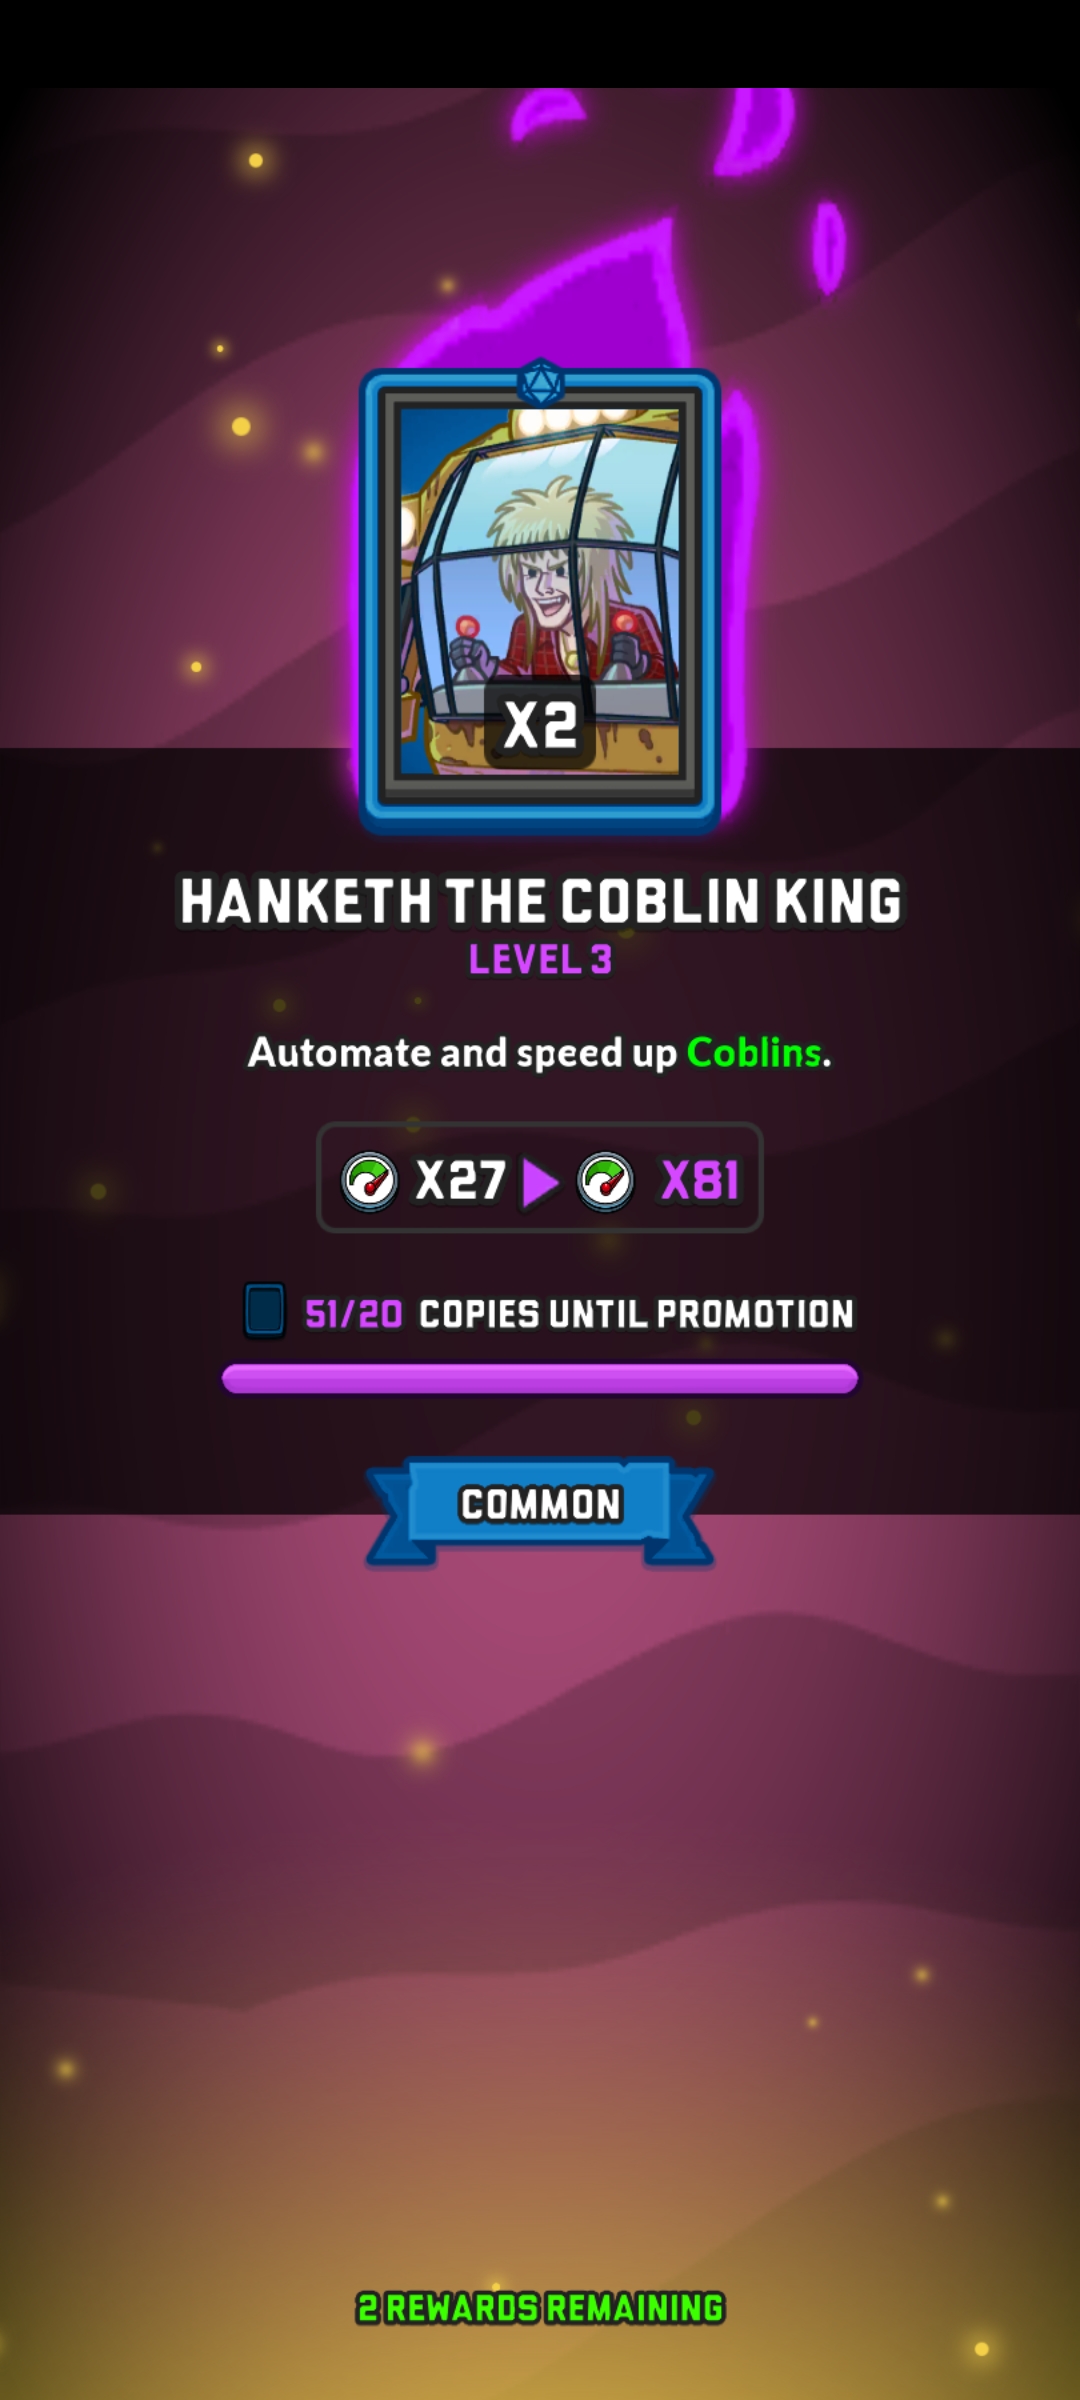 X2
HANKETH THE COBLIN KING
LEVEL 3
Automate and speed up Coblins.
X27 X81
51/20 COPIES UNTIL PROMOTION
COMMON
2 REWARDS REMAINING